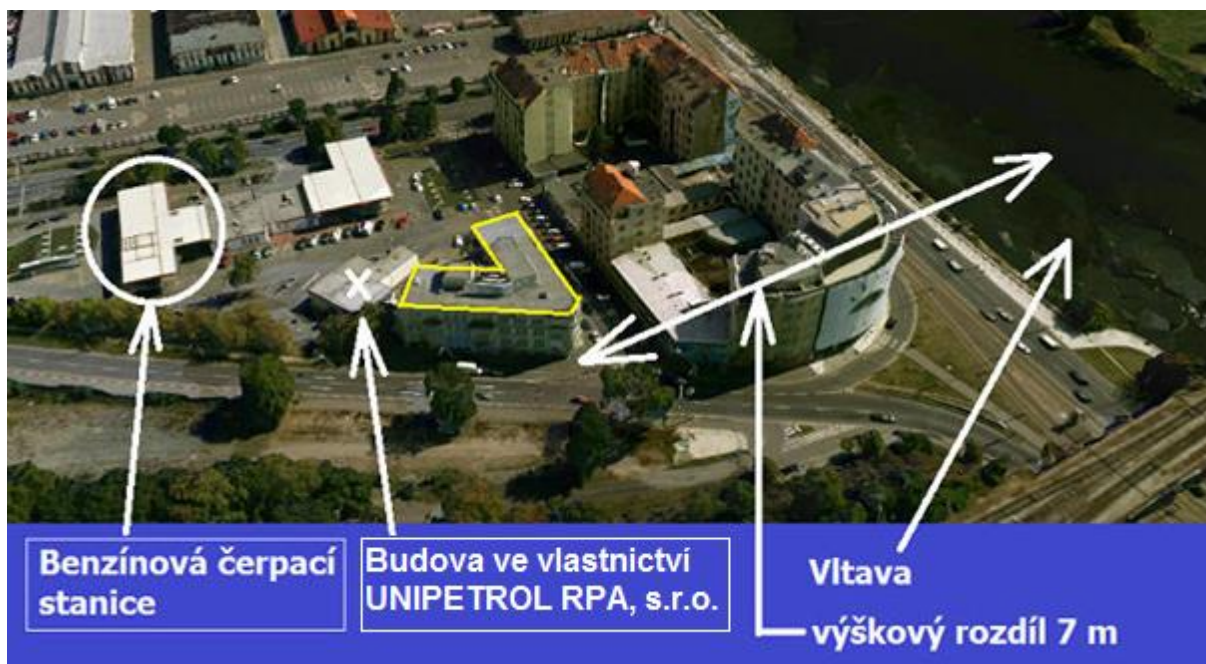 Benzínová čerpací
stanice
Budova ve vlastnictví
UNIPETROL RPA, s.r.o.
Vltava
výškový rozdíl 7 m